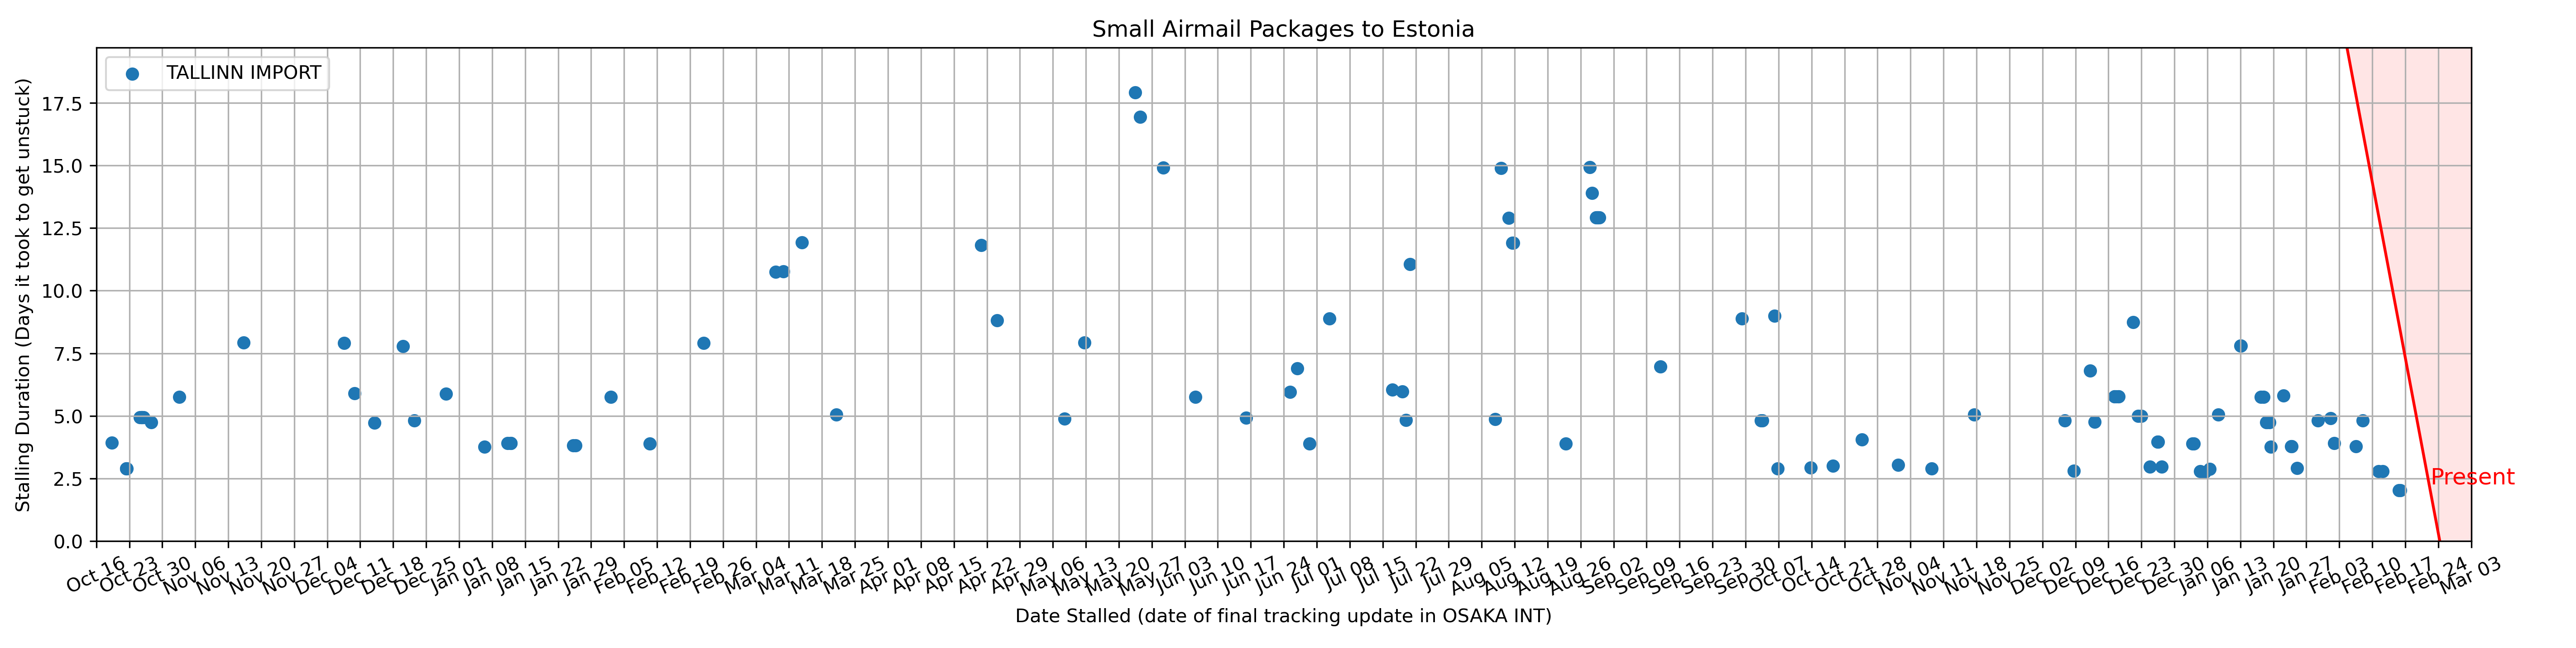 Small Airmail Packages to Estonia
TALLINN IMPORT
Stalling Duration (Days it took to get unstuck)
17.5
15.0
12.5
10.0
7.5
5.0
2.5
0.0
Present
Oct 16
Oct 23
Oct 30
Nov 06
Nov 13
Nov 20
Nov 27
Dec 04
Dec 11
Dec 18
Dec 25
Jan 01
Jan 08
Jan 15
Jan 22
Jan 29
Feb 05
Feb 12
Feb 19
Feb 26
Mar 04
Mar 11
Mar 18
Mar 25
Apr 01
Apr 08
Apr 15
Apr 22
Apr 29
May 06
May 13
May 20
May 27
Jun 03
Jun 10
Jun 17
Jun 24
Jul 01
Jul 08
Jul 15
Jul 22
Jul 29
Aug 05
Aug 12
Aug 19
Aug 26
Sep 02
Sep 09
Sep 16
Sep 23
Sep 30
Oct 07
Oct 14
Oct 21
Oct 28
Nov 04
Nov 11
Nov 18
Nov 25
Dec 02
Dec 09
Dec 16
Dec 23
Dec 30
Jan 06
Jan 13
Jan 20
Jan 27
Feb 03
Feb 10
Feb 17
Feb 24
Mar 03
Date Stalled (date of final tracking update in OSAKA INT)